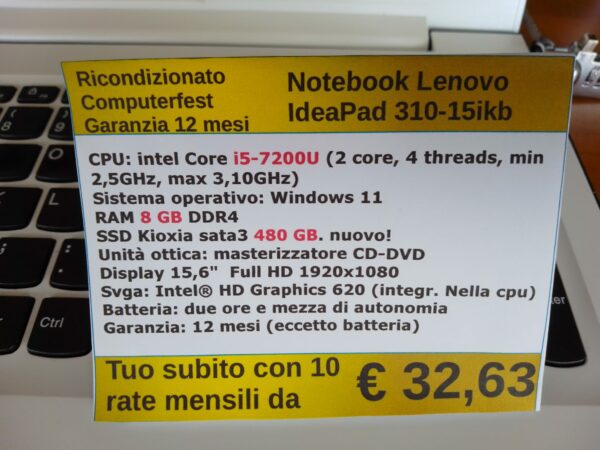 Ricondizionato
Computerfest
Garanzia 12 mesi
Notebook Lenovo
IdeaPad 310-15ikb
CPU: intel Core i5-7200U (2 core, 4 threads, min
2,5GHz, max 3,10GHz)
Sistema operativo: Windows 11
RAM 8 GB DDR4
SSD Kioxia sata3 480 GB. nuovo!
Unità ottica: masterizzatore CD-DVD
Display 15,6" Full HD 1920x1080
Svga: Intel® HD Graphics 620 (integr. Nella cpu)
Batteria: due ore e mezza di autonomia
Garanzia: 12 mesi (eccetto batteria)
Tuo subito con 10
rate mensili da
€ 32,63
Ctrl